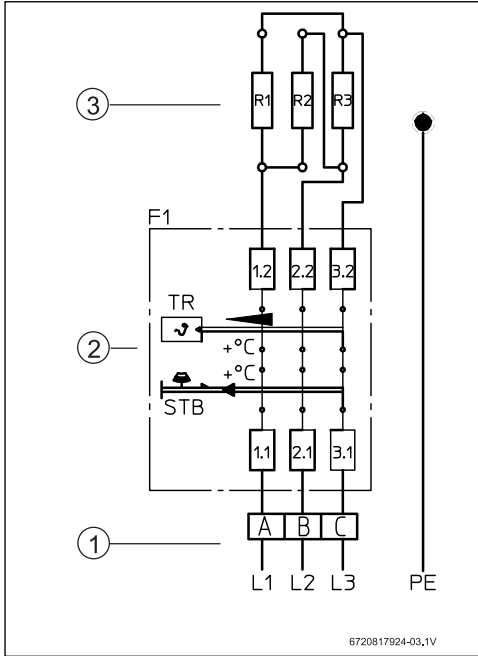 R1 R2 R3
3
F1
1.2 2.2 3.2
TR
2
+°C
+°C
STB
1.1 2.1 3.1
1
A B C
L1 L2 L3 PE
6720817924-03.1V